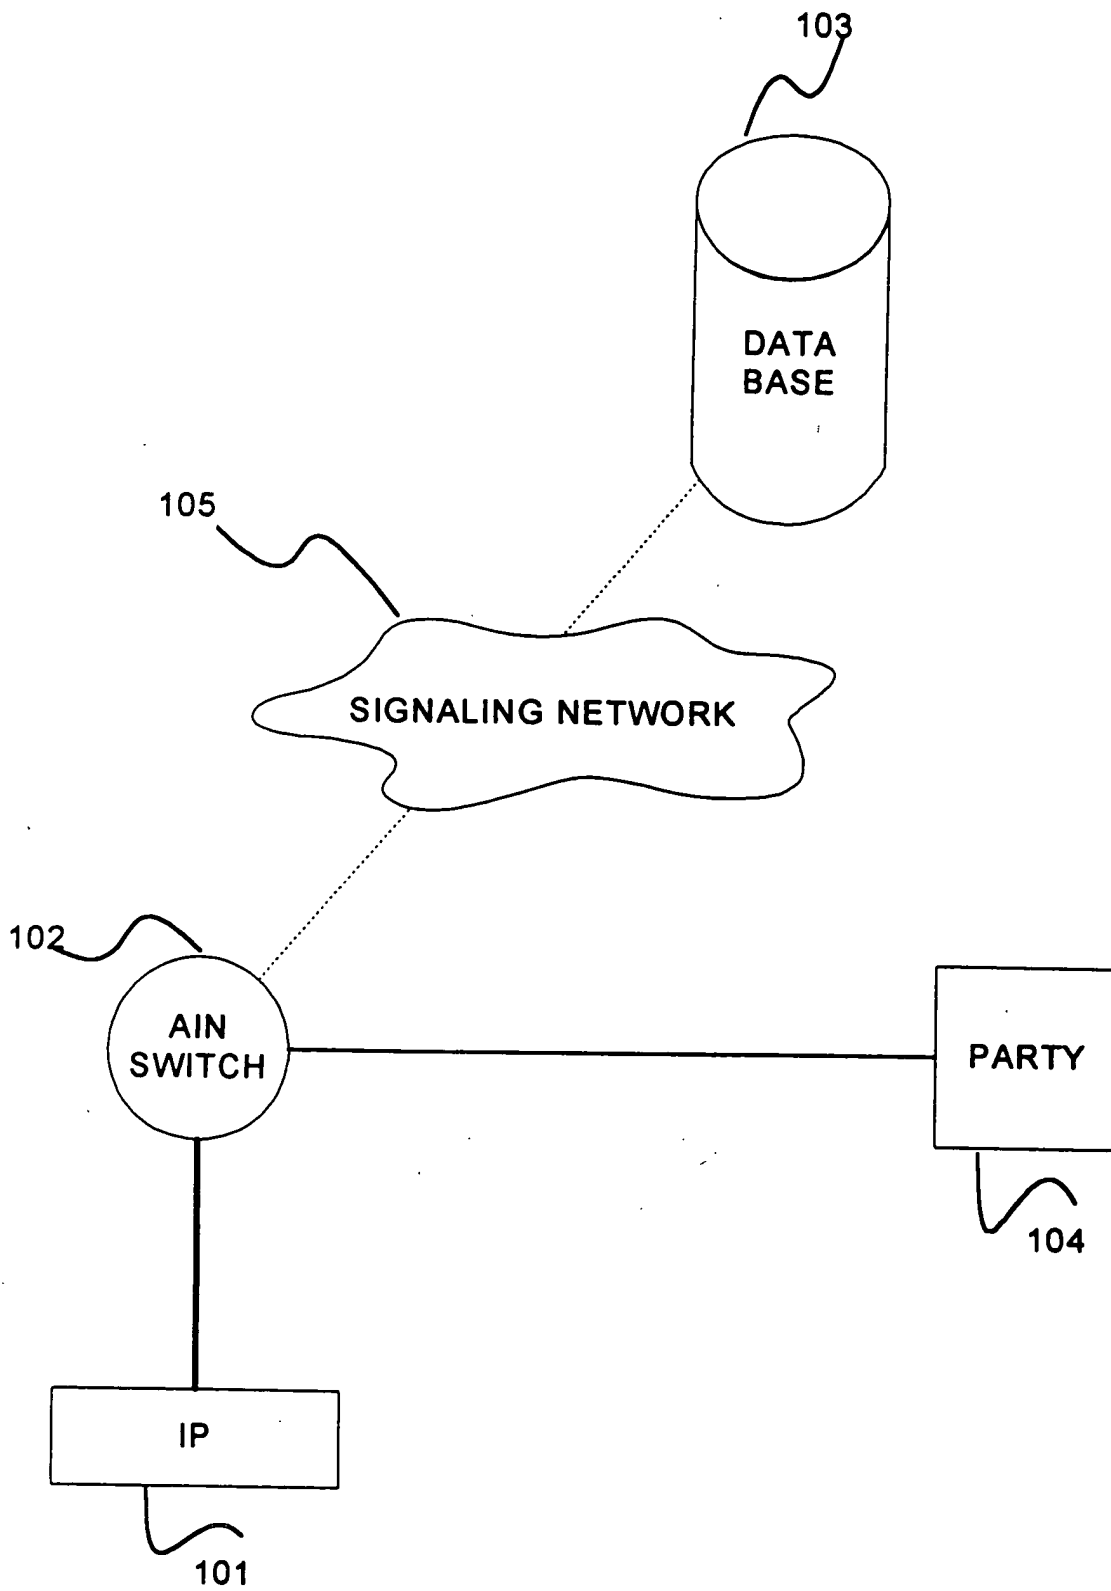 103
DATA
BASE
105
SIGNALING NETWORK
102
AIN
SWITCH
PARTY
104
IP
101